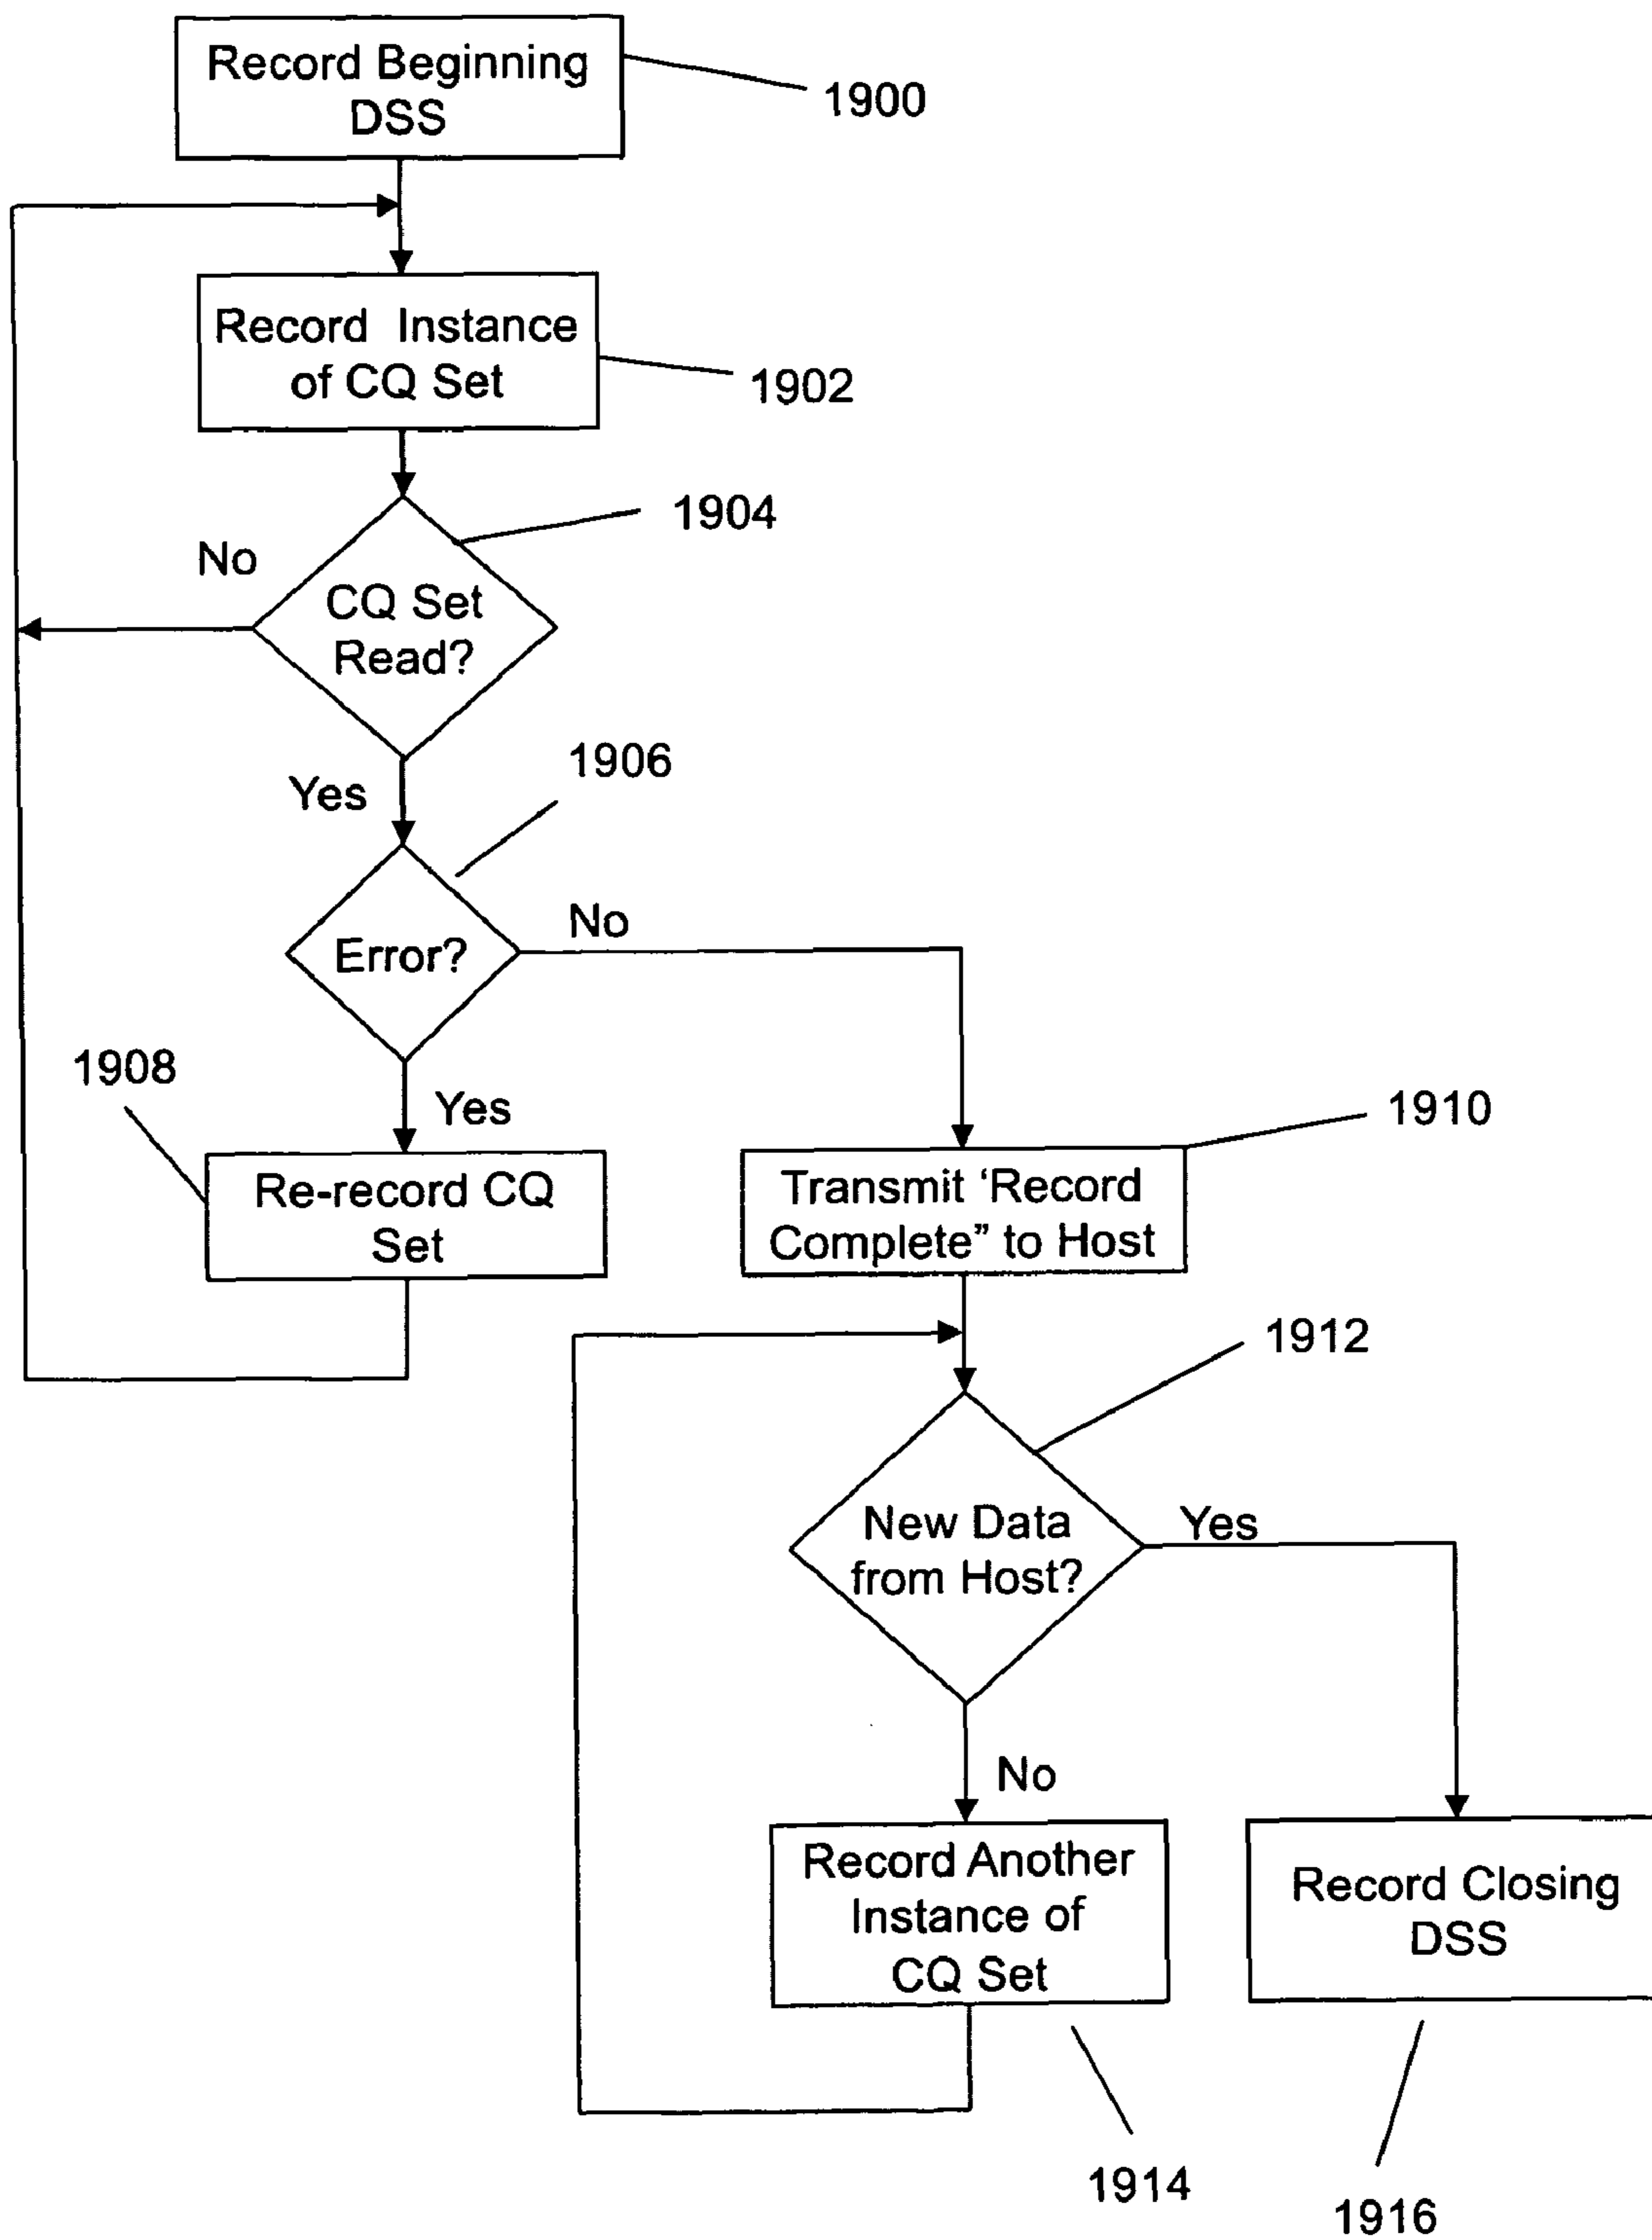 Record Beginning
DSS
1900
Record Instance
of CQ Set
1902
1904
No
CQ Set
Read?
Yes
1906
Error?
No
1908
Yes
Re-record CQ
Set
1910
Transmit ‘Record
Complete” to Host
1912
New Data
from Host?
Yes
No
Record Another
Instance of
CQ Set
Record Closing
DSS
1914
1916